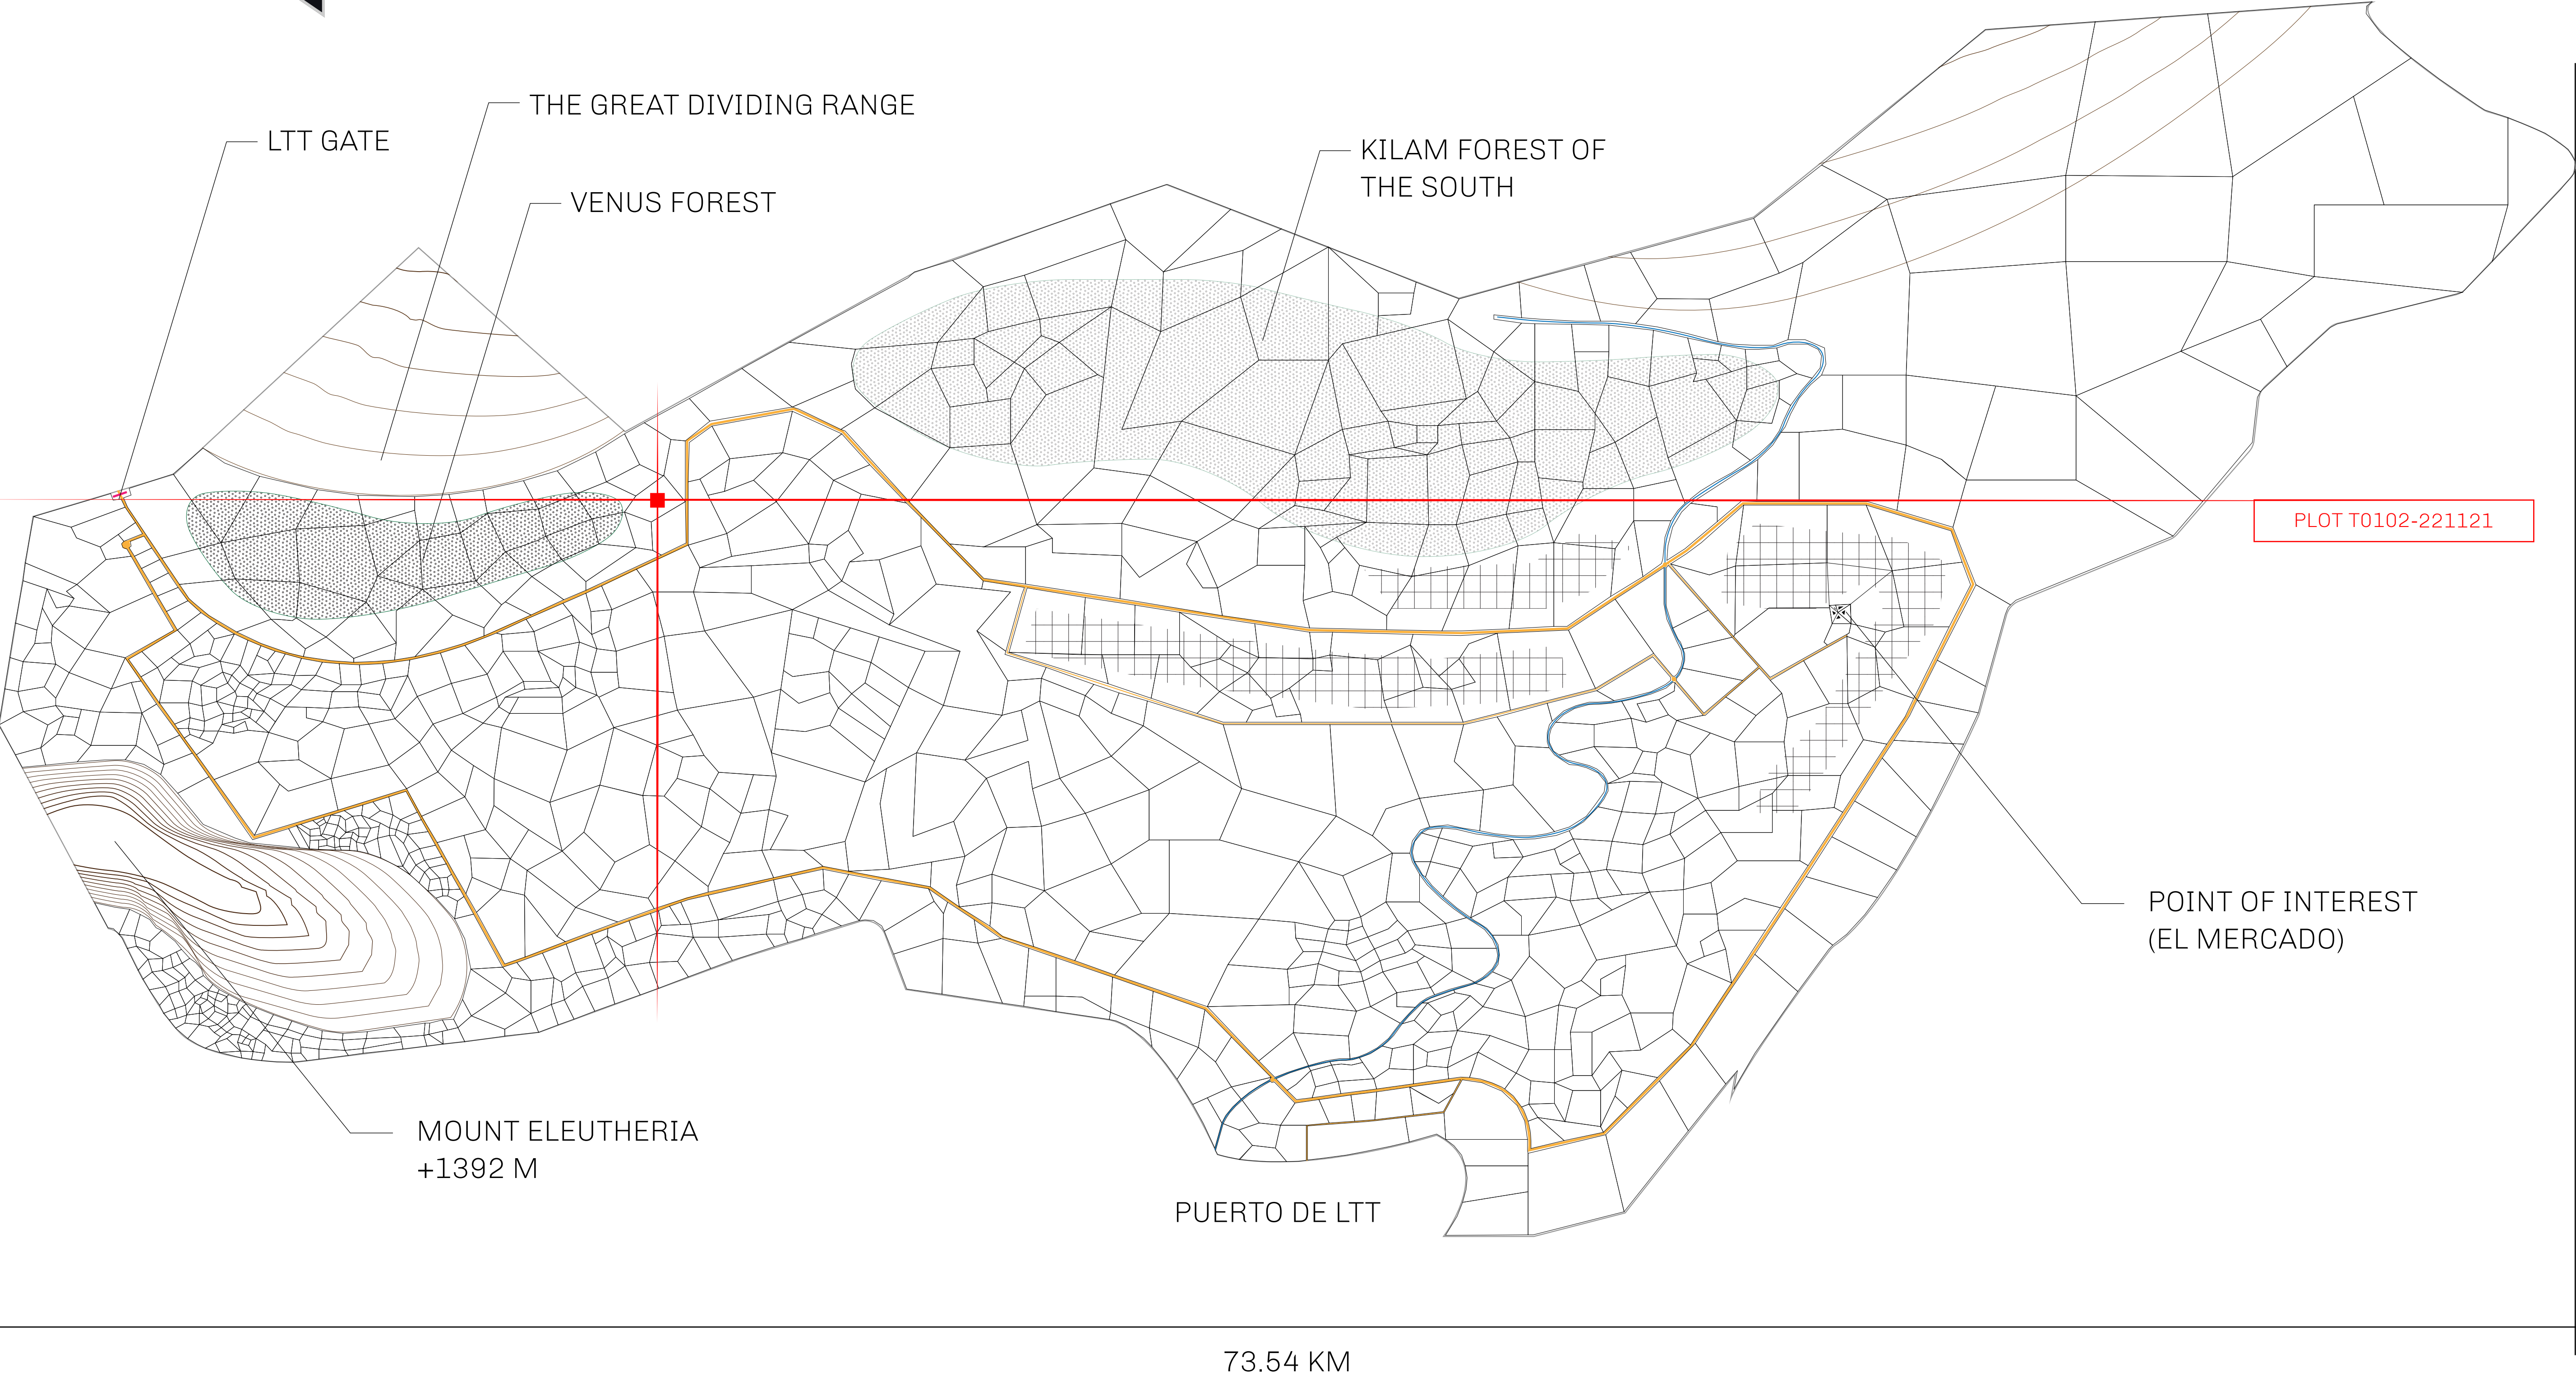 THE GREAT DIVIDING RANGE
LTT GATE
KILAM FOREST OF
THE SOUTH
VENUS FOREST
PLOT T0102-221121
POINT OF INTEREST
(EL MERCADO)
MOUNT ELEUTHERIA
+1392 M
PUERTO DE LTT
73.54 KM